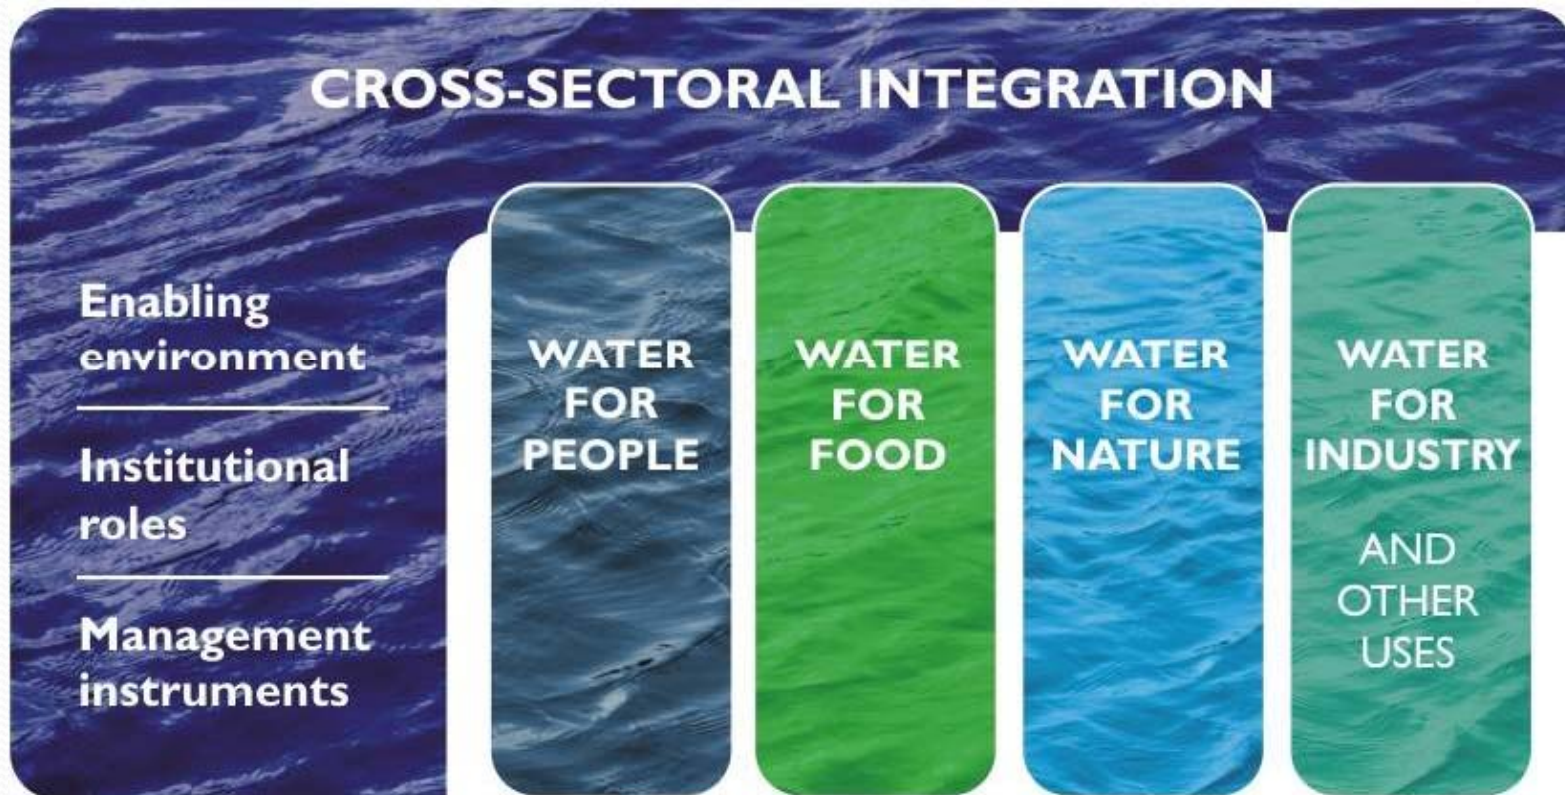 CROSS-SECTORAL INTEGRATION
Enabling
environment
Institutional
roles
Management
instruments
WATER
FOR
PEOPLE
WATER
FOR
FOOD
WATER
FOR
NATURE
WATER
FOR
INDUSTRY
AND
OTHER
USES